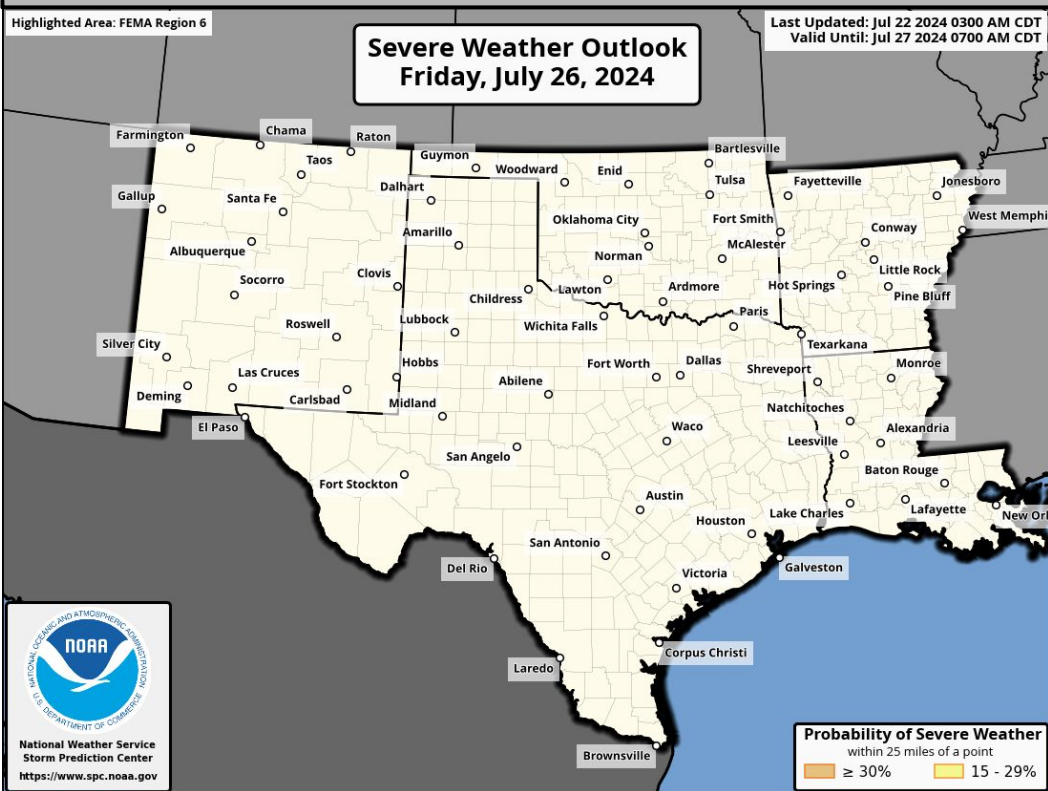 Highlighted Area: FEMA Region 6
Last Updated: Jul 22 2024 0300 AM CDT
Valid Until: Jul 27 2024 0700 AM CDT
Severe Weather Outlook
Friday, July 26, 2024
Farmington
Chama
Raton
Taos
Guymon
Woodward
Enid
Bartlesville
Tulsa
Fayetteville
Jonesboro
Gallup
Santa Fe
Dalhart
Oklahoma City
Fort Smith
West Memphi
Albuquerque
Amarillo
Norman
McAlester
Conway
Socorro
Clovis
Childress
Lawton
Ardmore
Hot Springs
Little Rock
Pine Bluff
Roswell
Lubbock
Wichita Falls
Paris
Texarkana
Silver City
Las Cruces
Hobbs
Fort Worth
Dallas
Shreveport
Monroe
Deming
Carlsbad
Midland
Abilene
Natchitoches
El Paso
San Angelo
Waco
Leesville
Alexandria
Fort Stockton
Austin
Baton Rouge
Houston
Lake Charles
Lafayette
New Orl
Del Rio
San Antonio
Victoria
Galveston
Laredo
Corpus Christi
Brownsville
NATIONAL OCEANIC AND ATMOSPHERIC ADMINISTRATION
NOAA
U.S. DEPARTMENT OF COMMERCE
National Weather Service
Storm Prediction Center
https://www.spc.noaa.gov
Probability of Severe Weather
within 25 miles of a point
≥ 30%
15 - 29%